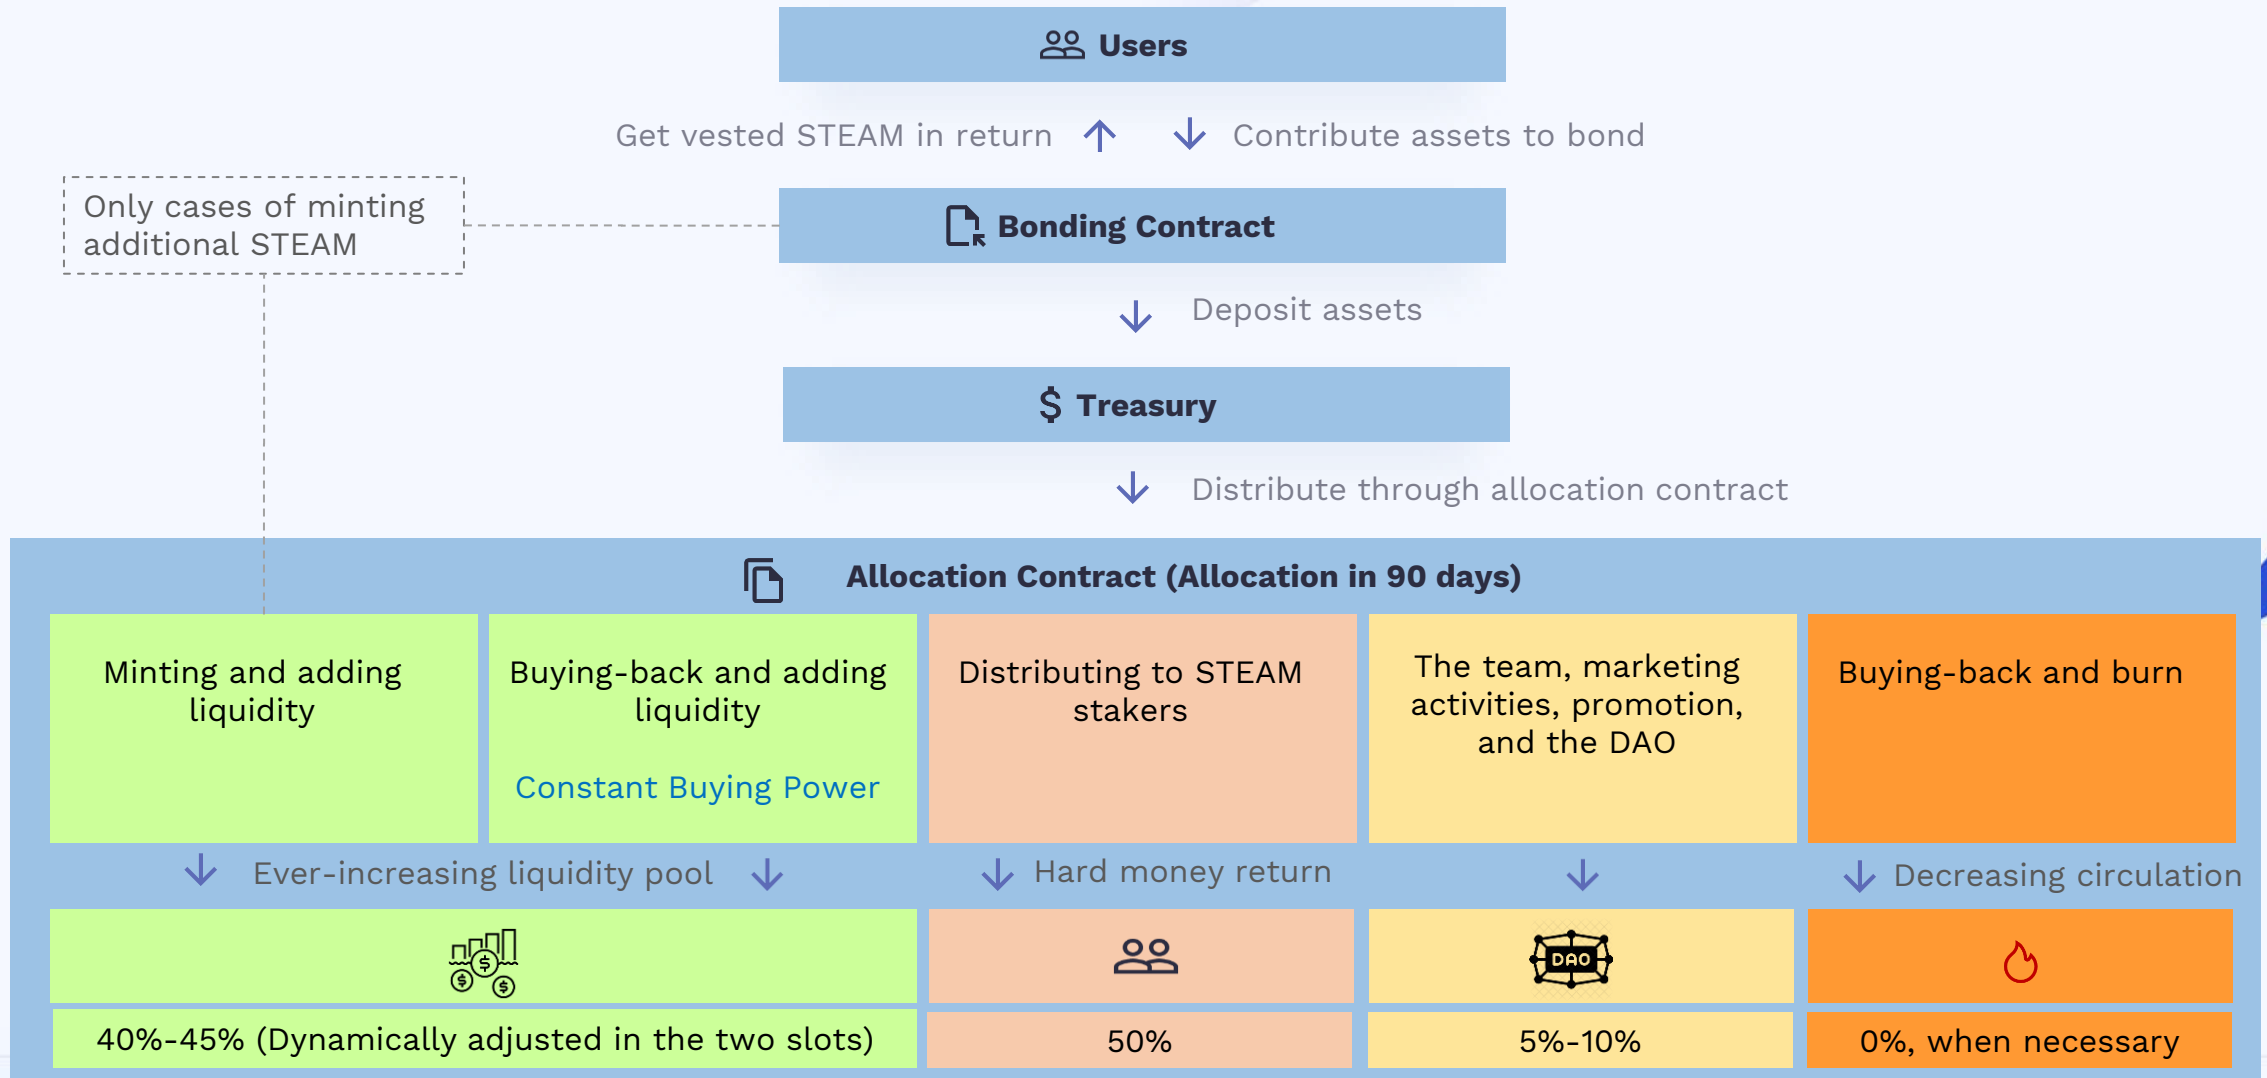 Users
Get vested STEAM in return
Contribute assets to bond
Only cases of minting
additional STEAM
Bonding Contract
Deposit assets
$ Treasury
Distribute through allocation contract
Allocation Contract (Allocation in 90 days)
Minting and adding
liquidity
Buying-back and adding
liquidity
Constant Buying Power
Distributing to STEAM
stakers
The team, marketing
activities, promotion,
and the DAO
Buying-back and burn
Ever-increasing liquidity pool
Hard money return
Decreasing circulation
$
$
$
DAO
40%-45% (Dynamically adjusted in the two slots)
50%
5%-10%
0%, when necessary